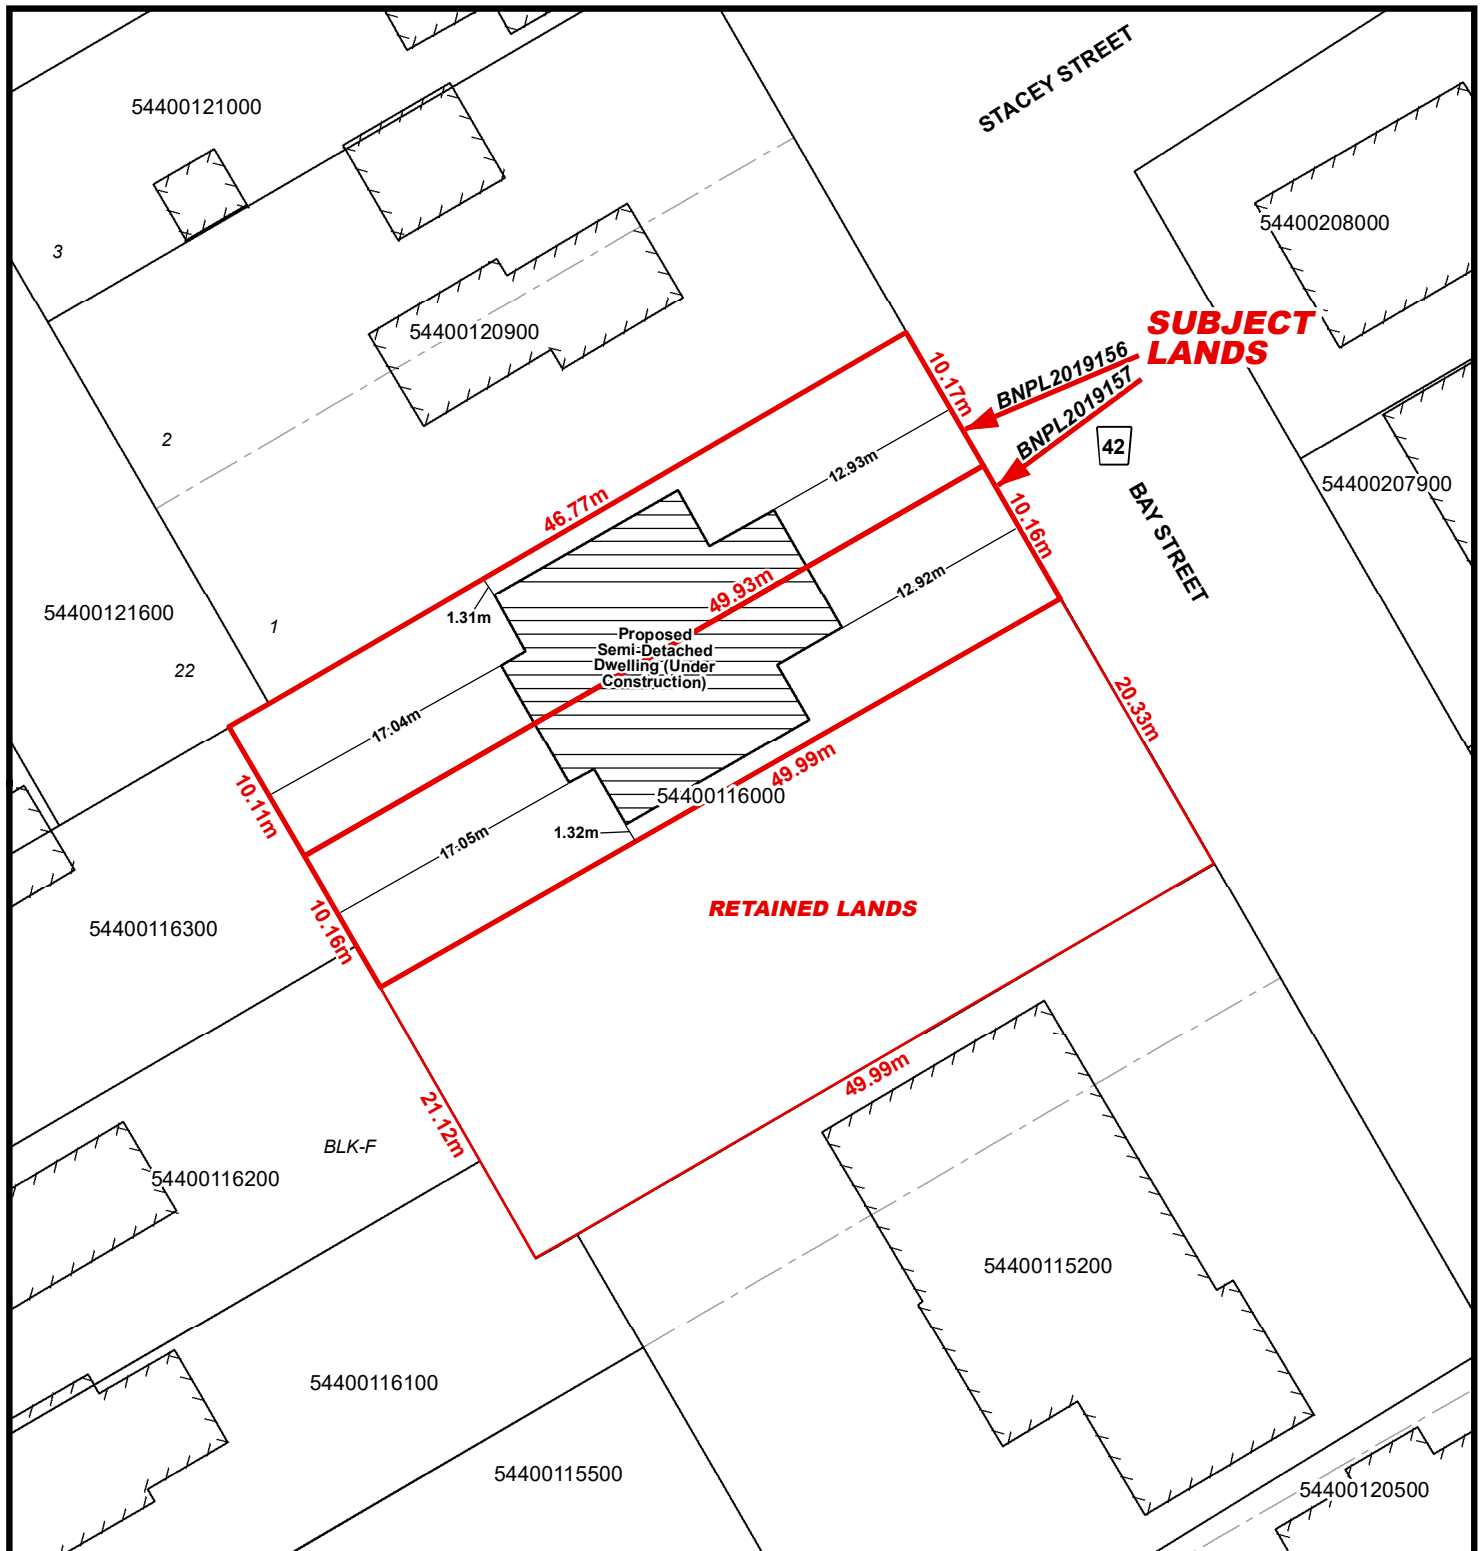 STACEY STREET
54400121000
54400208000
3
SUBJECT
LANDS
54400120900
BNPL2019156
10.17m
BNPL2019157
2
42
12.93m
54400207900
46.77m
BAY STREET
10.16m
12.92m
49.93m
54400121600
1
1.31m
Proposed
Semi-Detached
Dwelling (Under
Construction)
22
20.33m
17.04m
49.99m
54400116000
10.11m
1.32m
17.05m
RETAINED LANDS
54400116300
10.16m
49.99m
21.12m
BLK-F
54400116200
54400115200
54400116100
54400115500
54400120500